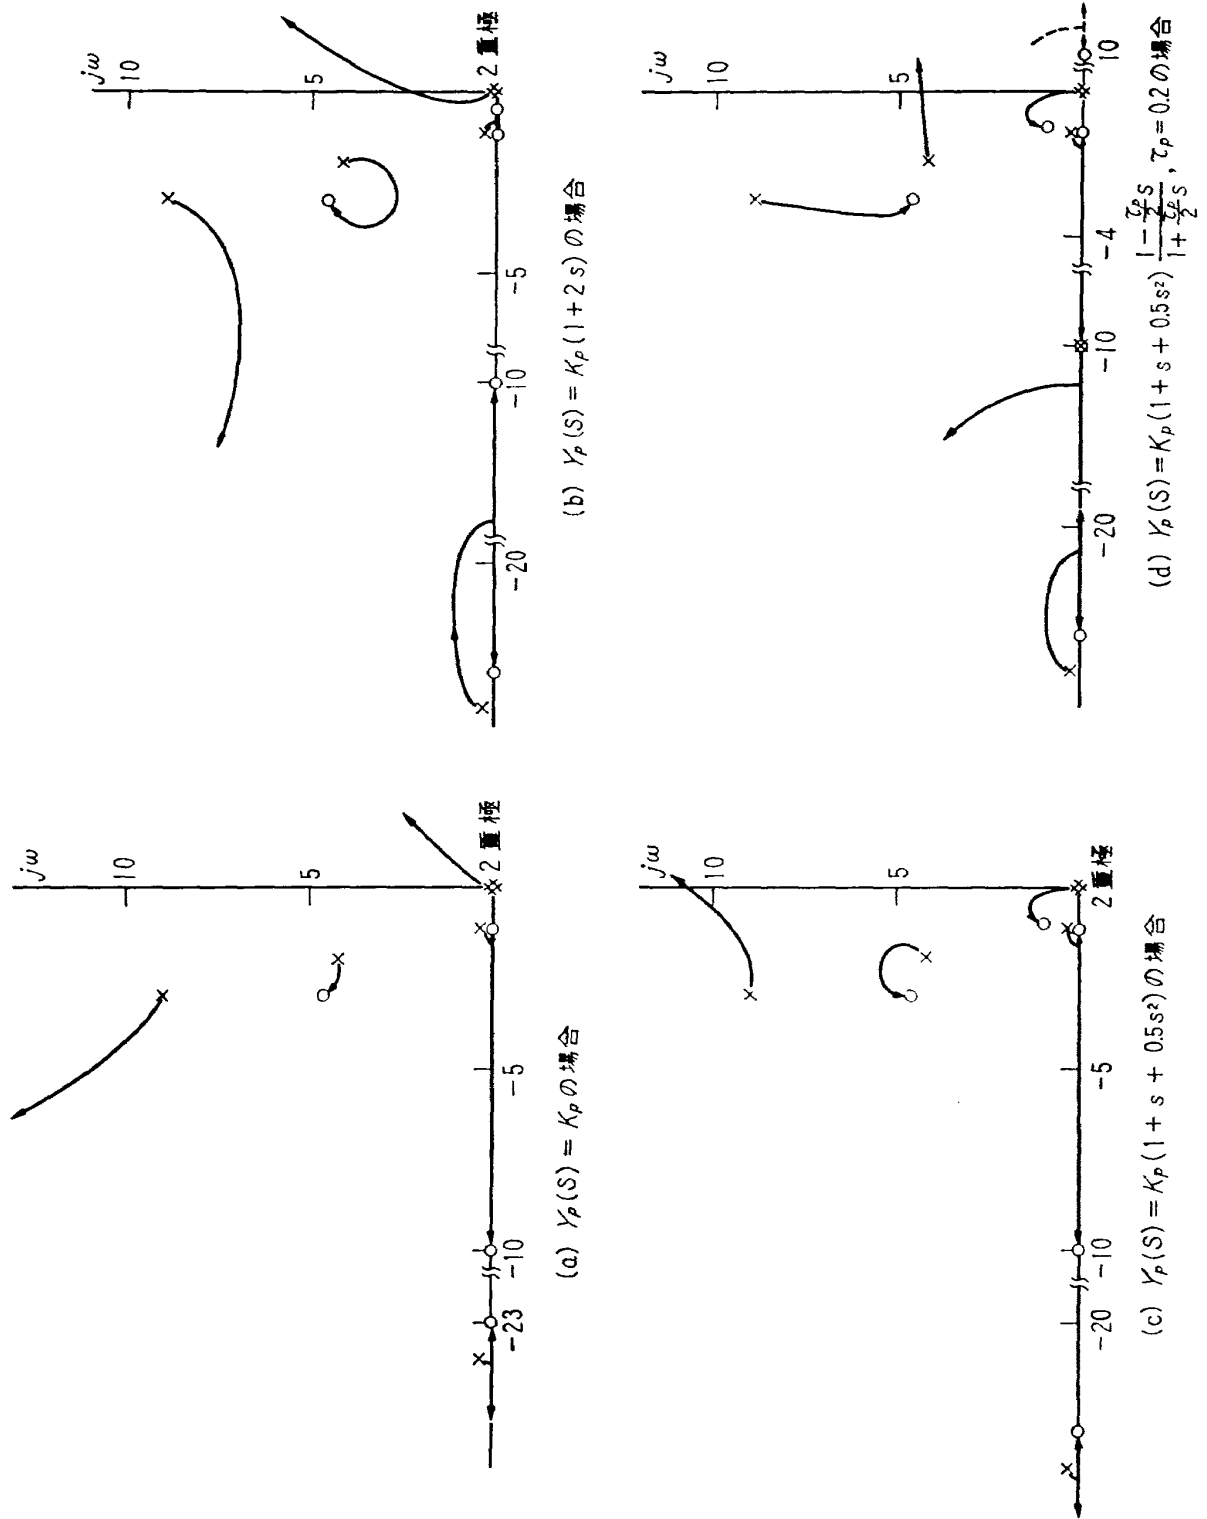 jω
10
5
2重極
-5
-10
-23
(a) Yp(S) = Kpの場合
jω
10
5
2重極
-5
-10
-20
(b) Yp(S) = Kp(1+2s)の場合
jω
10
5
2重極
-5
-10
-20
(c) Yp(S) = Kp(1 + s + 0.5s²)の場合
jω
10
5
10
-4
-10
-20
(d) Yp(S) = Kp(1 + s + 0.5s²) (1 - τp/2 s)/(1 + τp/2 s), τp = 0.2の場合